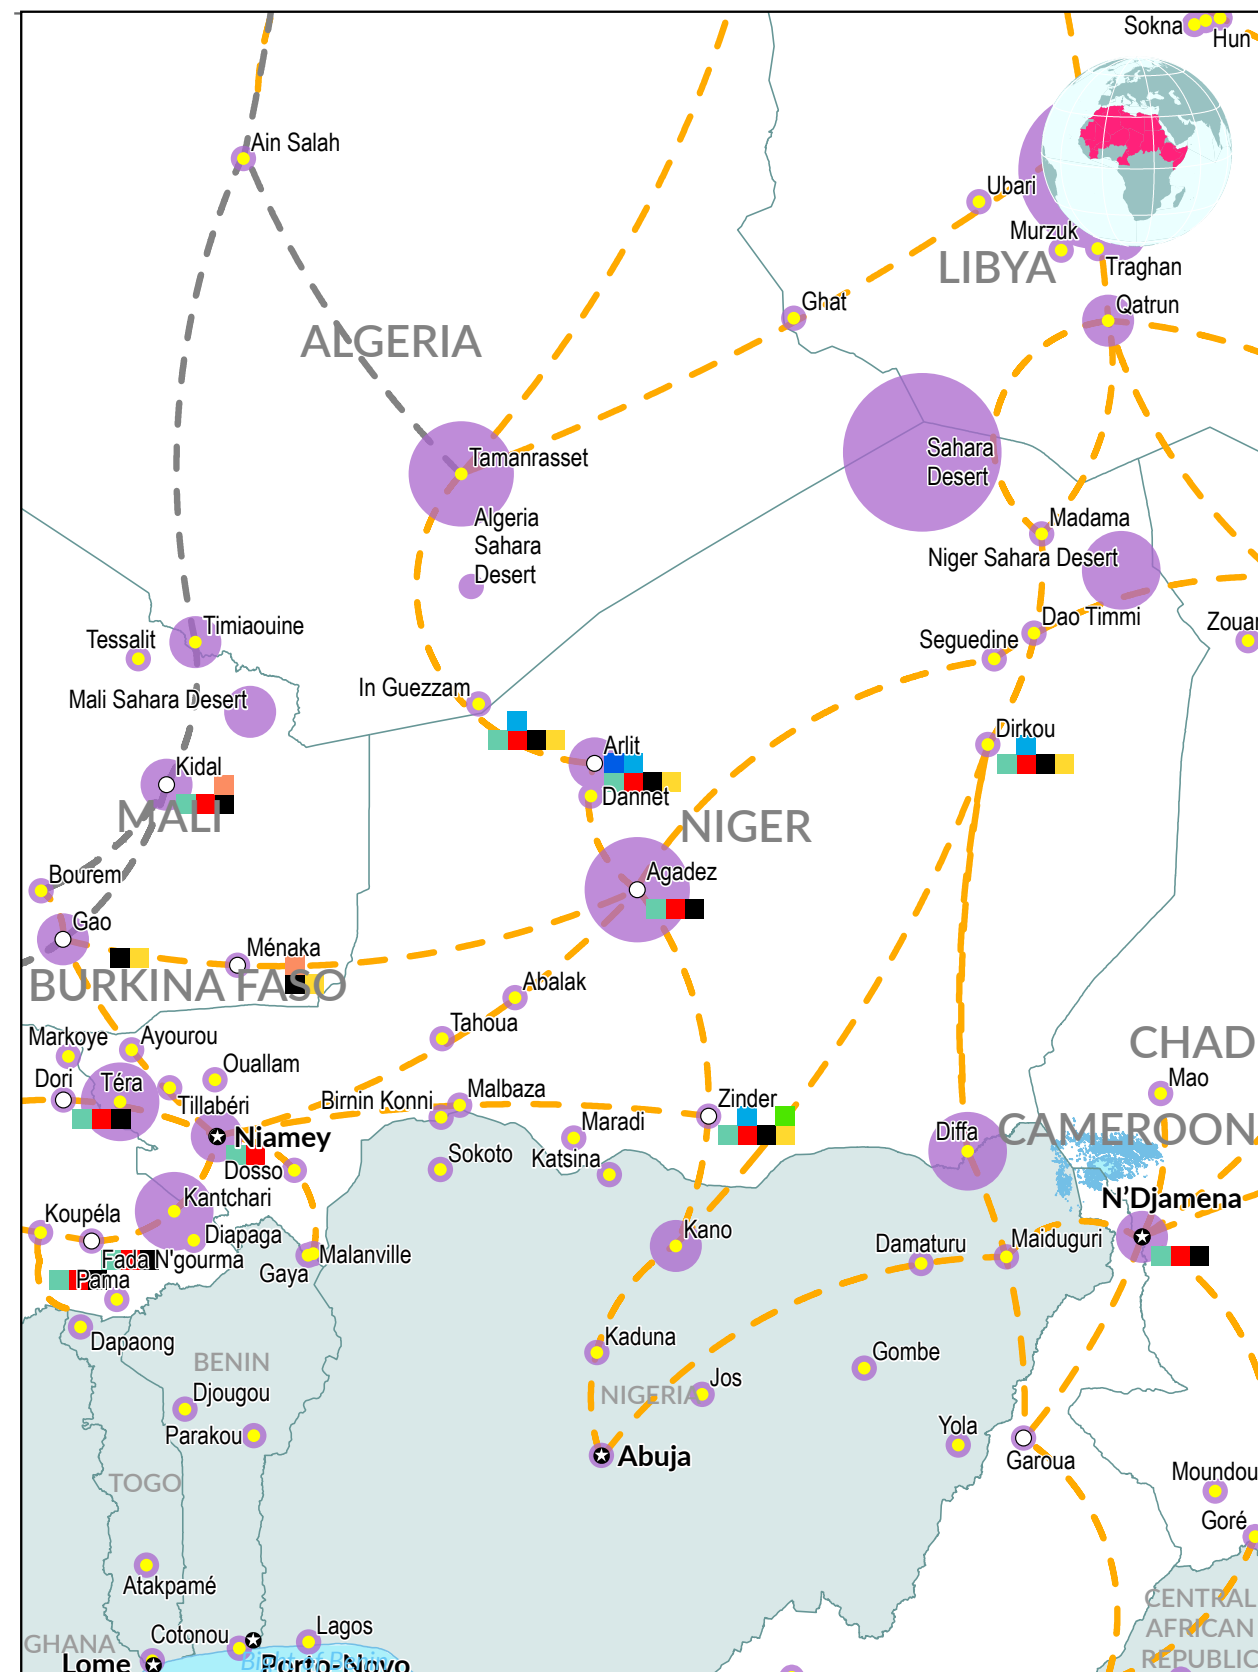 Sokna
Hun
Ain Salah
Ubari
Murzuk
LIBYA
Traghan
Ghat
Qatrun
ALGERIA
Tamanrasset
Sahara
Desert
Algeria
Sahara
Desert
Madama
Niger Sahara Desert
Dao Timmi
Zouar
Seguedine
Timiaouine
Tessalit
Mali Sahara Desert
In Guezzam
Arlit
Dirkou
Kidal
MALI
Dannet
NIGER
Agadez
Bourem
Gao
Ménaka
BURKINA FASO
Abalak
Tahoua
Markoye
Ayourou
Ouallam
CHAD
Mao
Dori
Téra
Tillabéri
Birnin Konni
Malbaza
Maradi
Zinder
Niamey
Dosso
Sokoto
Katsina
Diffa
CAMEROON
Kantchari
N'Djamena
Koupéla
Diapaga
Fada N'gourma
Gaya
Malanville
Kano
Damaturu
Maiduguri
Pama
Dapaong
Kaduna
Gombe
BENIN
Djougou
NIGERIA
Jos
Parakou
Abuja
Yola
Garoua
TOGO
Moundou
Goré
Atakpamé
CENTRAL
AFRICAN
REPUBLIC
GHANA
Cotonou
Lagos
Lome
Bight of Benin
Porto-Novo